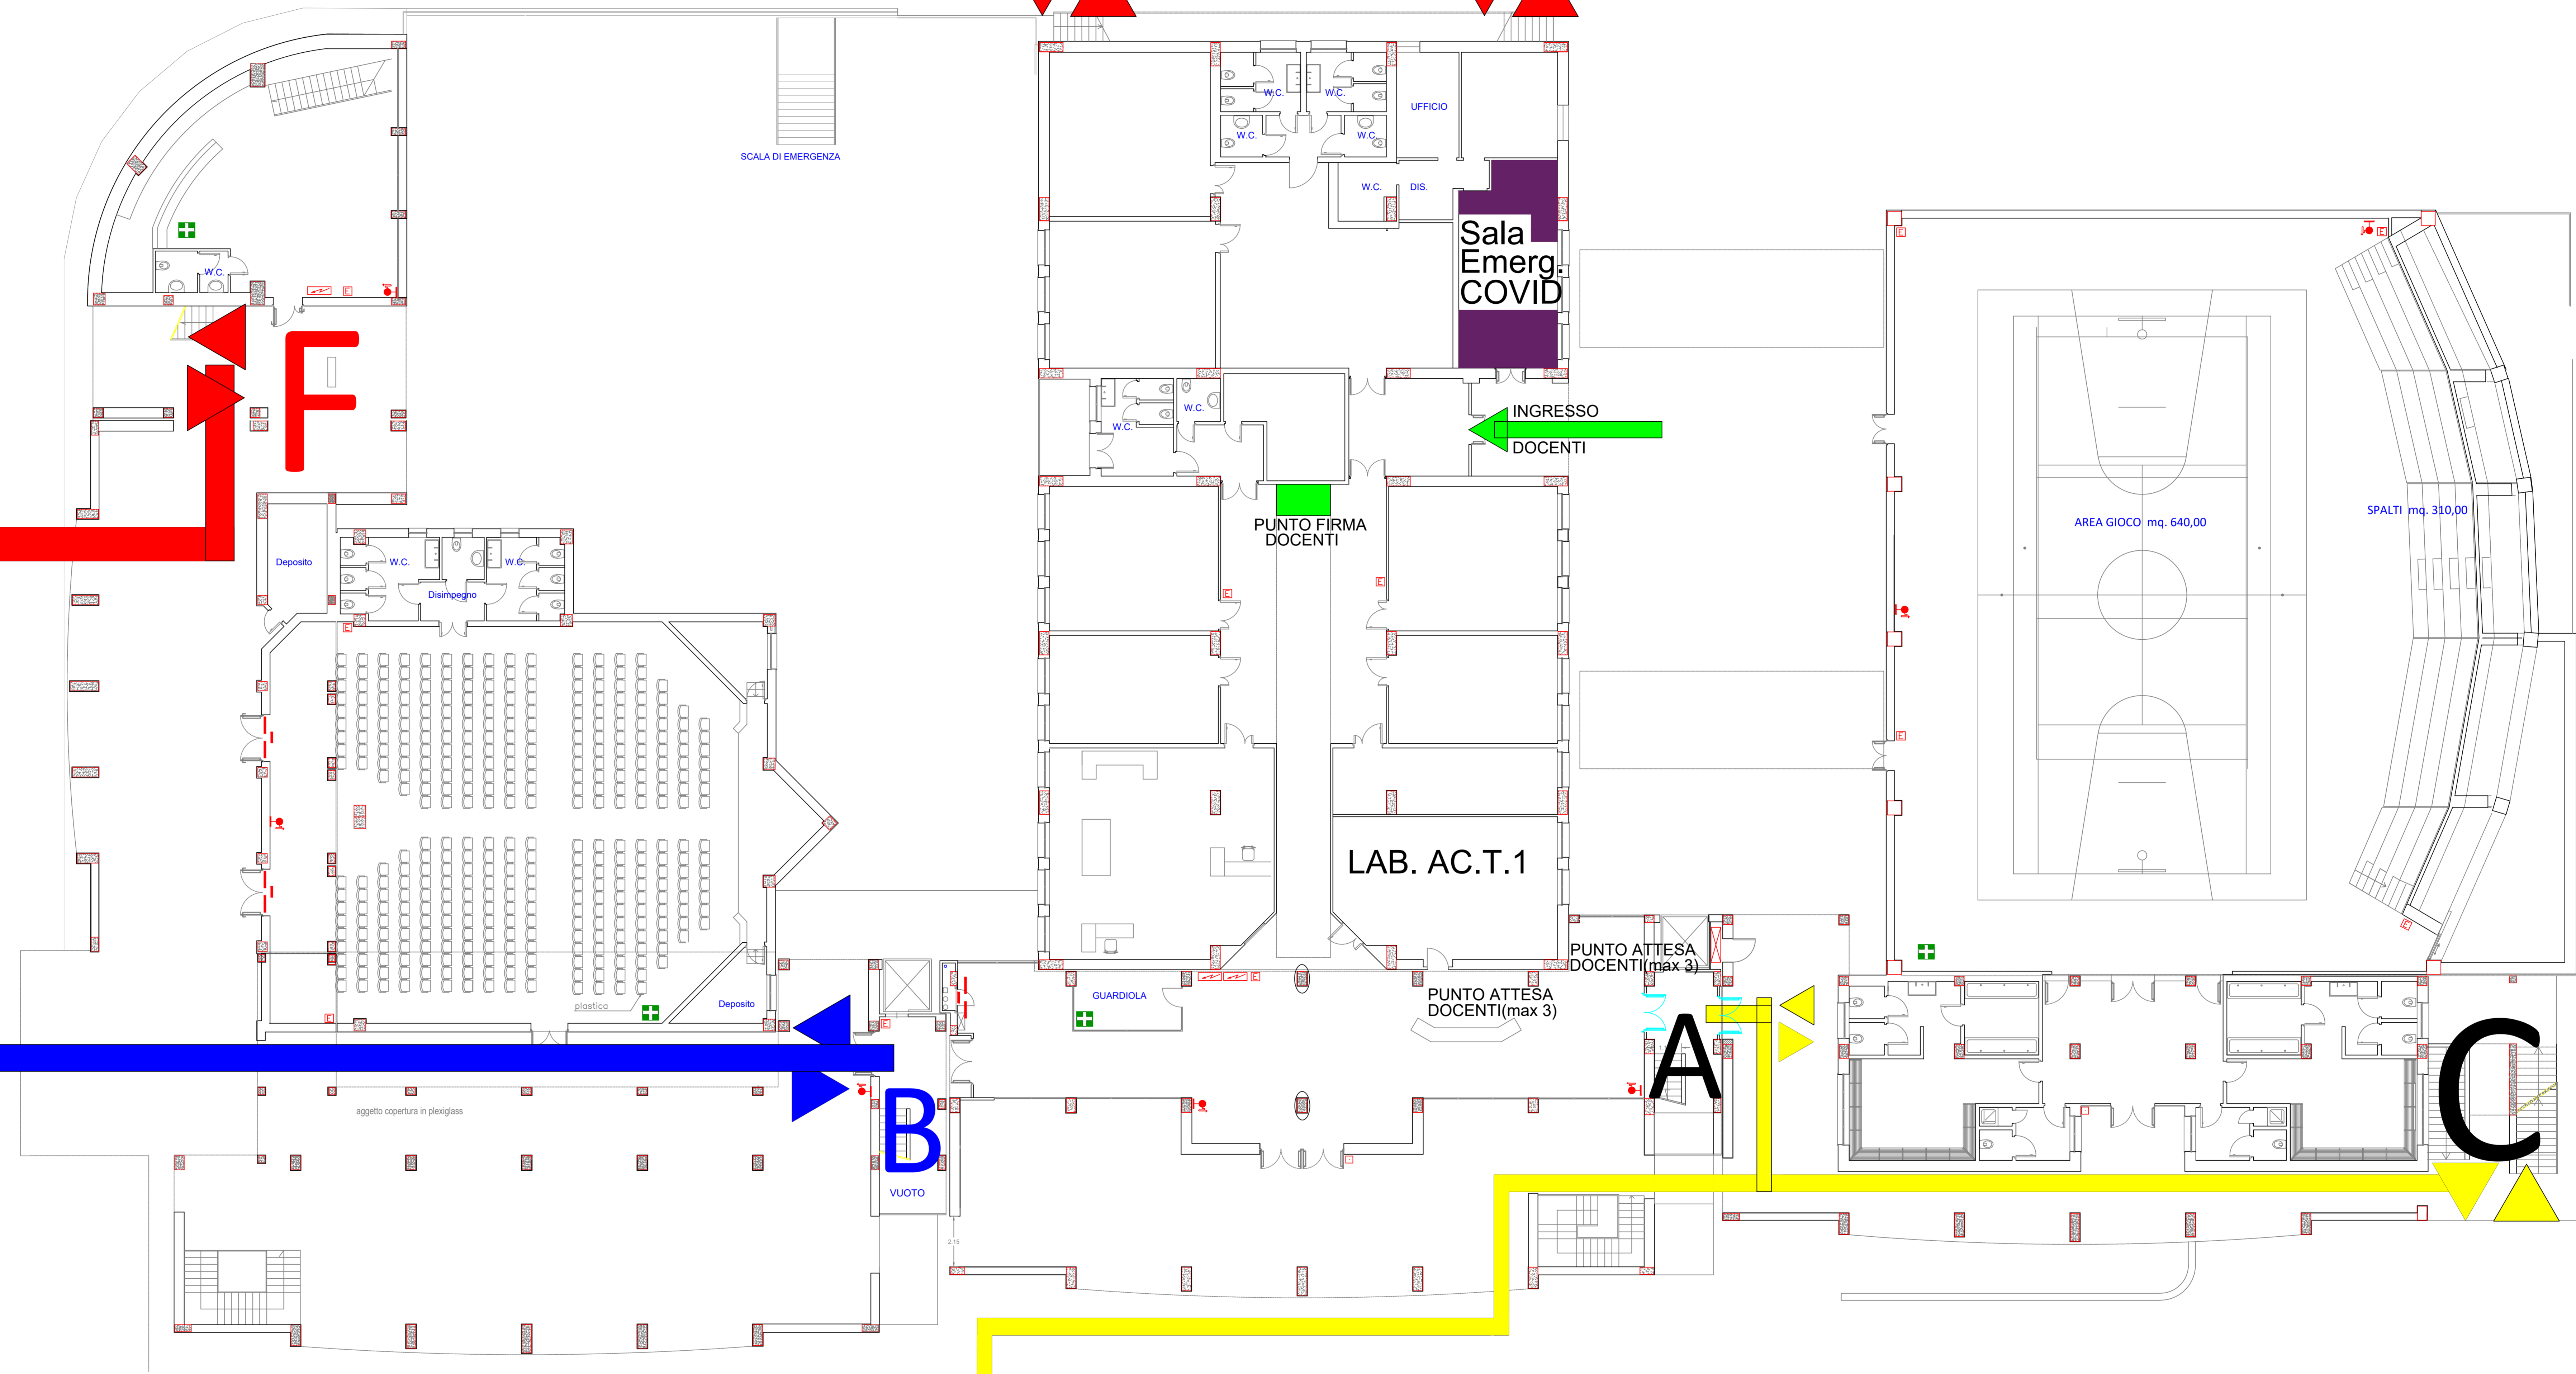 W.C.
W.C.
UFFICIO
W.C.
W.C.
SCALA DI EMERGENZA
W.C.
DIS.
Sala
Emerg.
COVID
W.C.
E
E
E
F
W.C.
W.C.
INGRESSO
DOCENTI
PUNTO FIRMA
DOCENTI
SPALTI mq. 310,00
AREA GIOCO mq. 640,00
Deposito
W.C.
W.C.
Disimpegno
E
E
E
E
LAB. AC.T.1
E
PUNTO ATTESA
DOCENTI(max 3)
E
GUARDIOLA
PUNTO ATTESA
DOCENTI(max 3)
Deposito
plastica
E
E
A
C
B
aggetto copertura in plexiglass
VUOTO
2,15